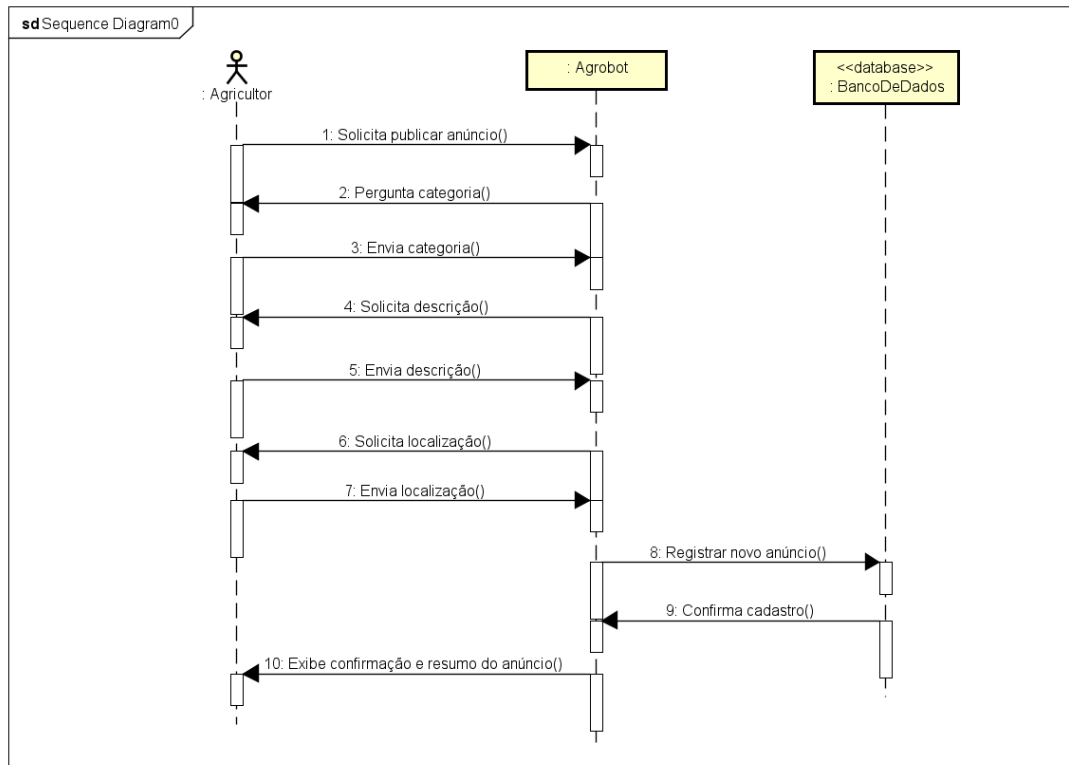 sd Sequence Diagram0
: Agricultor
: Agrobot
<<database>>
: BancoDeDados
1: Solicita publicar anúncio()
2: Pergunta categoria()
3: Envia categoria()
4: Solicita descrição()
5: Envia descrição()
6: Solicita localização()
7: Envia localização()
8: Registrar novo anúncio()
9: Confirma cadastro()
10: Exibe confirmação e resumo do anúncio()